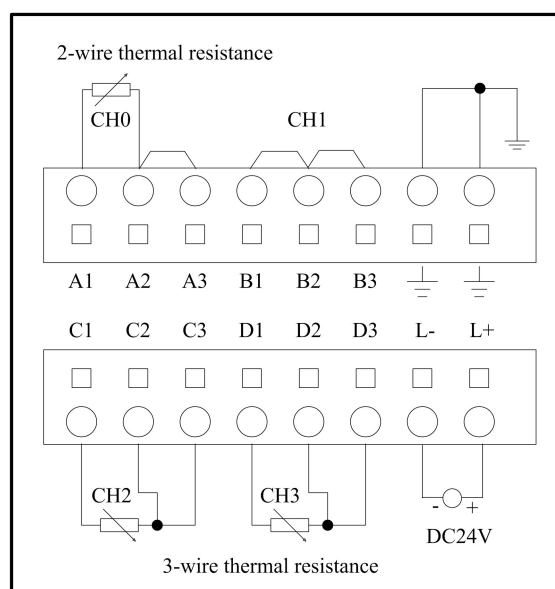 2-wire thermal resistance
CH0 CH1
A1 A2 A3 B1 B2 B3
C1 C2 C3 D1 D2 D3 L- L+
CH2 CH3 - +
DC24V
3-wire thermal resistance